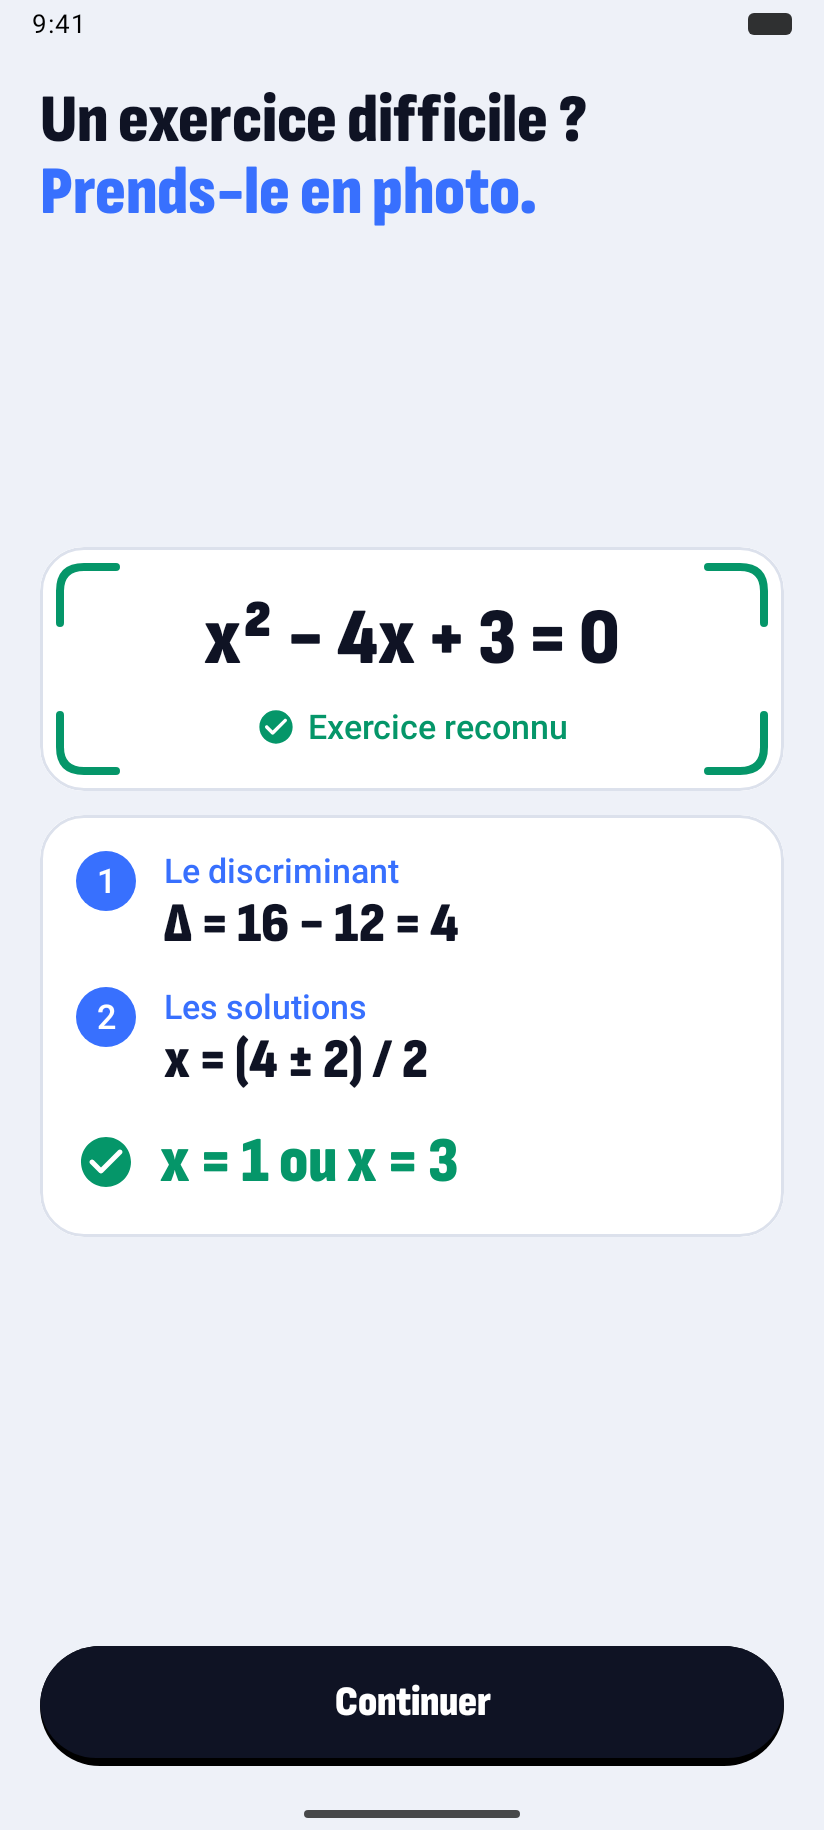 9:41
Un exercice difficile ?
Prends-le en photo.
x² − 4x + 3 = 0
Exercice reconnu
1
Le discriminant
Δ = 16 − 12 = 4
2
Les solutions
x = (4 ± 2) / 2
x = 1 ou x = 3
Continuer